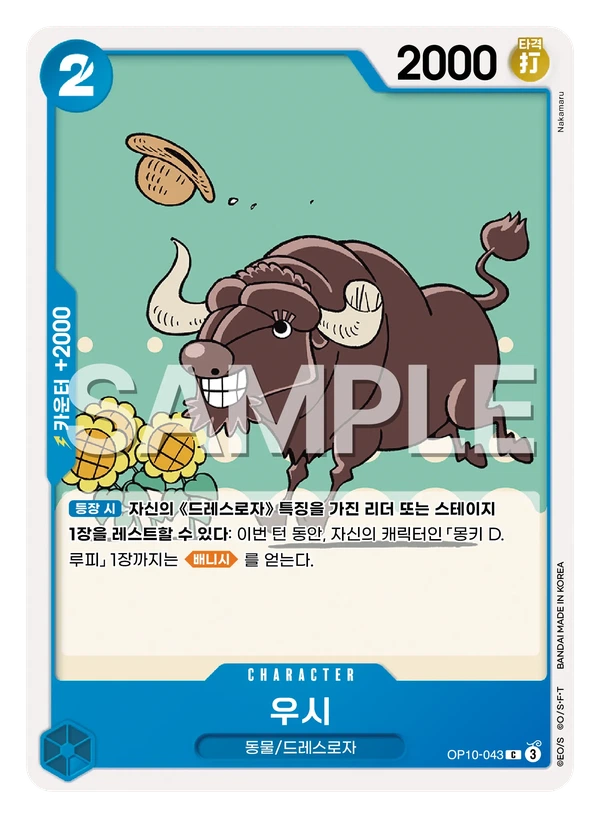 2
2000
타격
打
Nakamaru
카운터 +2000
SAMPLE
등장 시 자신의 《드레스로자》 특징을 가진 리더 또는 스테이지
1장을 레스트할 수 있다: 이번 턴 동안, 자신의 캐릭터인 「몽키 D.
루피」 1장까지는 배니시 를 얻는다.
CHARACTER
우시
동물/드레스로자
OP10-043 C 3
©EO/S ©O/S·F·T BANDAI MADE IN KOREA